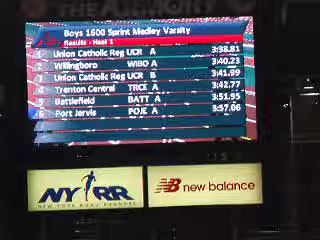 Boys 1600 Sprint Medley Varsity
Results - Heat 1
1 Union Catholic Reg UCR A 3:38.81
2 Willingboro WIBO A 3:40.23
3 Union Catholic Reg UCR B 3:41.99
4 Trenton Central TRCE A 3:42.77
5 Battlefield BATT A 3:51.95
6 Port Jervis POJE A 3:57.06
NYRR
NEW YORK ROAD RUNNERS
new balance